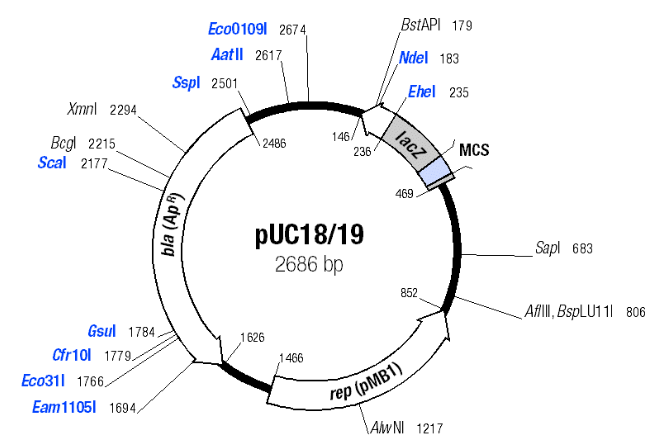 Eco0109I 2674
AatII 2617
SspI 2501
XmnI 2294
BcgI 2215
ScaI 2177
BstAPI 179
NdeI 183
EheI 235
146
236
2486
lacZ
MCS
469
bla (Ap R)
pUC18/19
2686 bp
SapI 683
852
AflIII, BspLU11I 806
GsuI 1784
Cfr10I 1779
Eco31I 1766
Eam1105I 1694
1626
1466
rep (pMB1)
AlwNI 1217